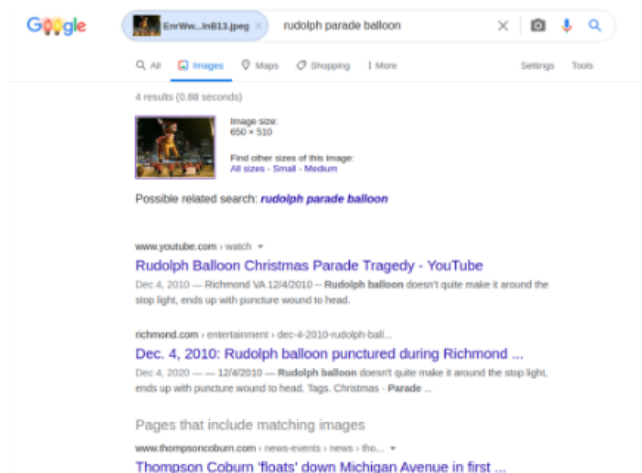 Google
EnrWw...InB13.jpeg × rudolph parade balloon
All Images Maps Shopping More Settings Tools
4 results (0.88 seconds)
Image size:
650 × 510
Find other sizes of this image:
All sizes - Small - Medium
Possible related search: rudolph parade balloon
www.youtube.com › watch
Rudolph Balloon Christmas Parade Tragedy - YouTube
Dec 4, 2010 — Richmond VA 12/4/2010 -- Rudolph balloon doesn't quite make it around the
stop light, ends up with puncture wound to head.
richmond.com › entertainment › dec-4-2010-rudolph-ball...
Dec. 4, 2010: Rudolph balloon punctured during Richmond ...
Dec 4, 2020 — — 12/4/2010 — Rudolph balloon doesn't quite make it around the stop light,
ends up with puncture wound to head. Tags. Christmas · Parade ...
Pages that include matching images
www.thompsoncoburn.com › news-events › news › tho...
Thompson Coburn 'floats' down Michigan Avenue in first ...